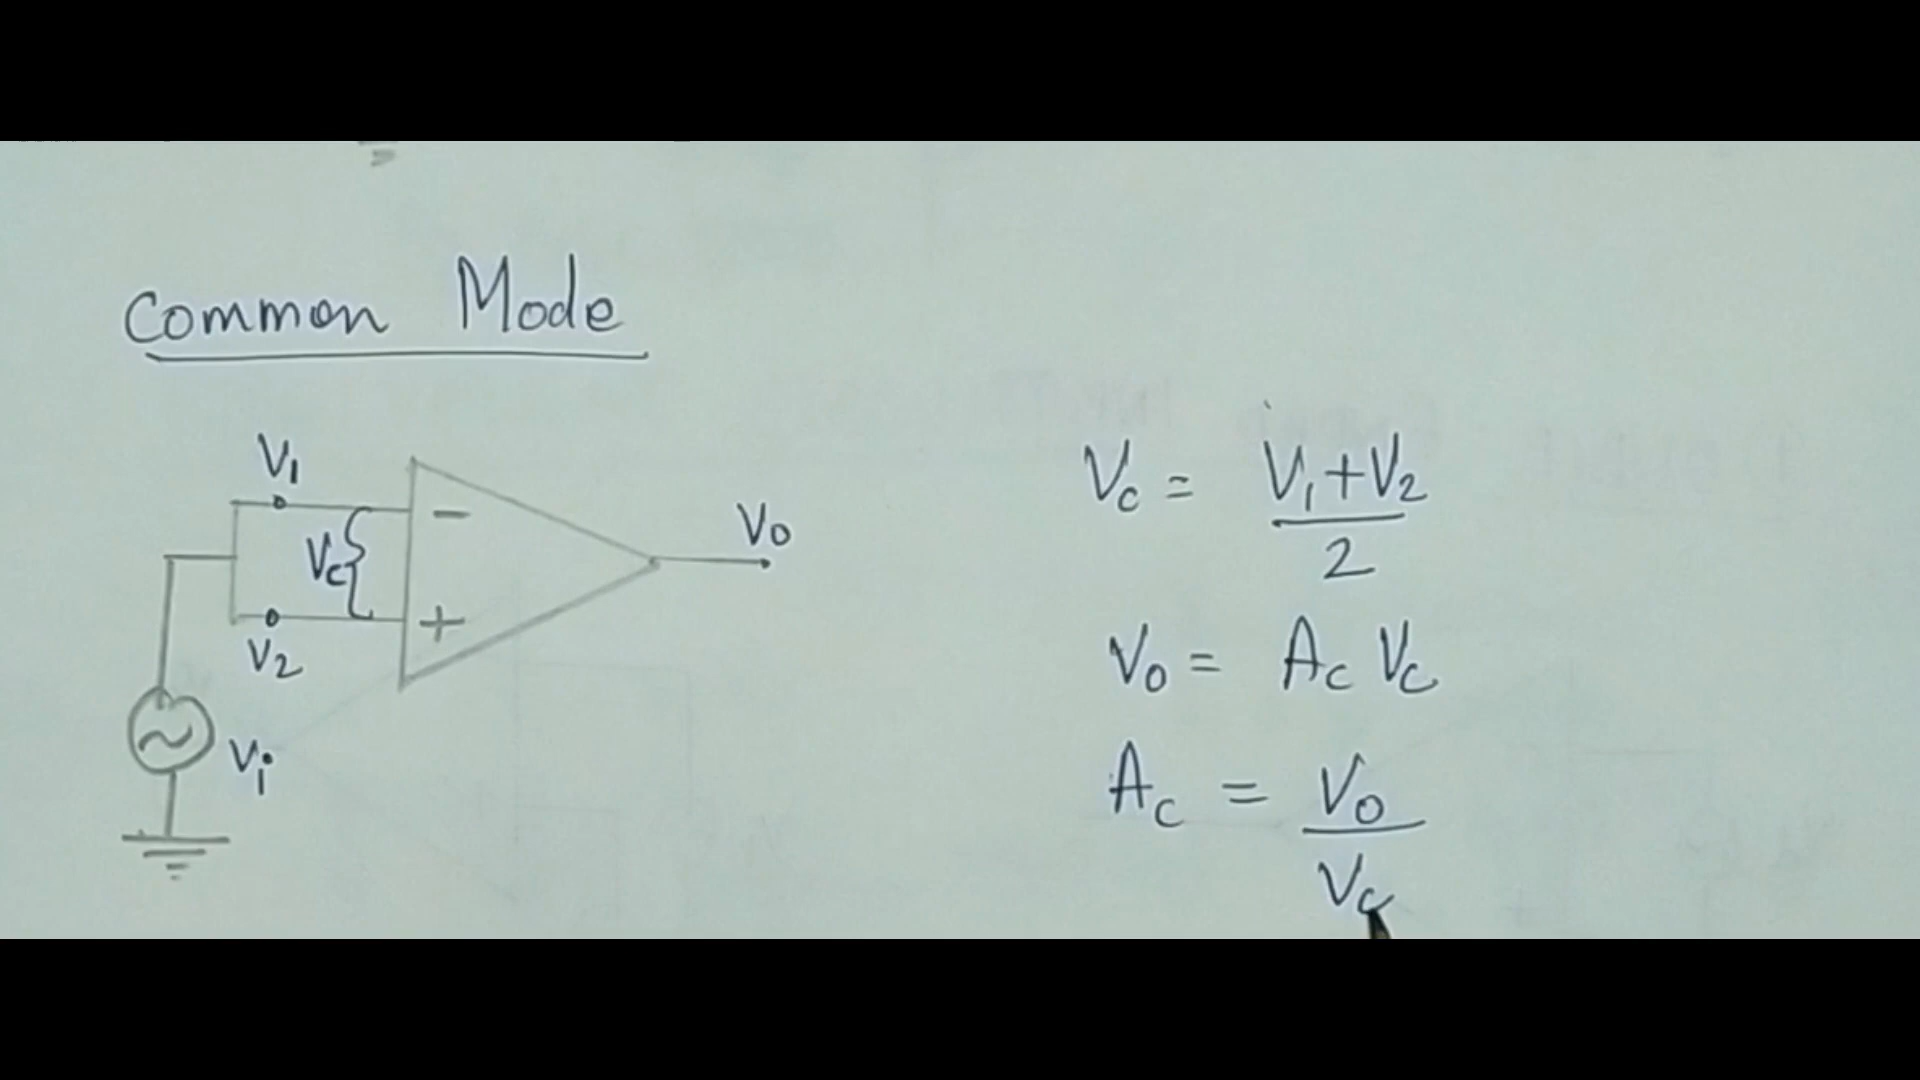 Common Mode
V1
Vc
V2
Vi
−
+
Vo
Vc = V1+V2 / 2
Vo = Ac Vc
Ac = Vo / Vc